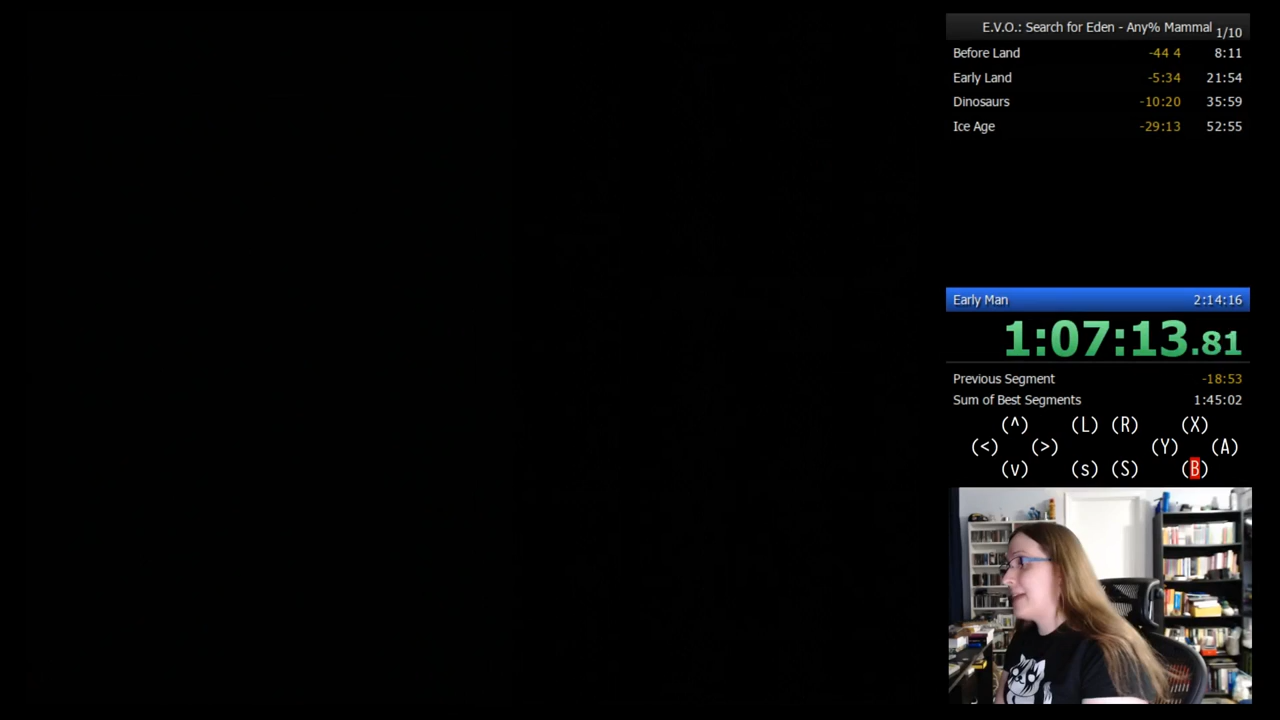 E.V.O.: Search for Eden - Any% Mammal 1/10
Before Land -44 4 8:11
Early Land -5:34 21:54
Dinosaurs -10:20 35:59
Ice Age -29:13 52:55
Early Man 2:14:16
1:07:13.81
Previous Segment -18:53
Sum of Best Segments 1:45:02
(^) (L) (R) (X)
(<) (>) (Y) (A)
(v) (s) (S) (B)